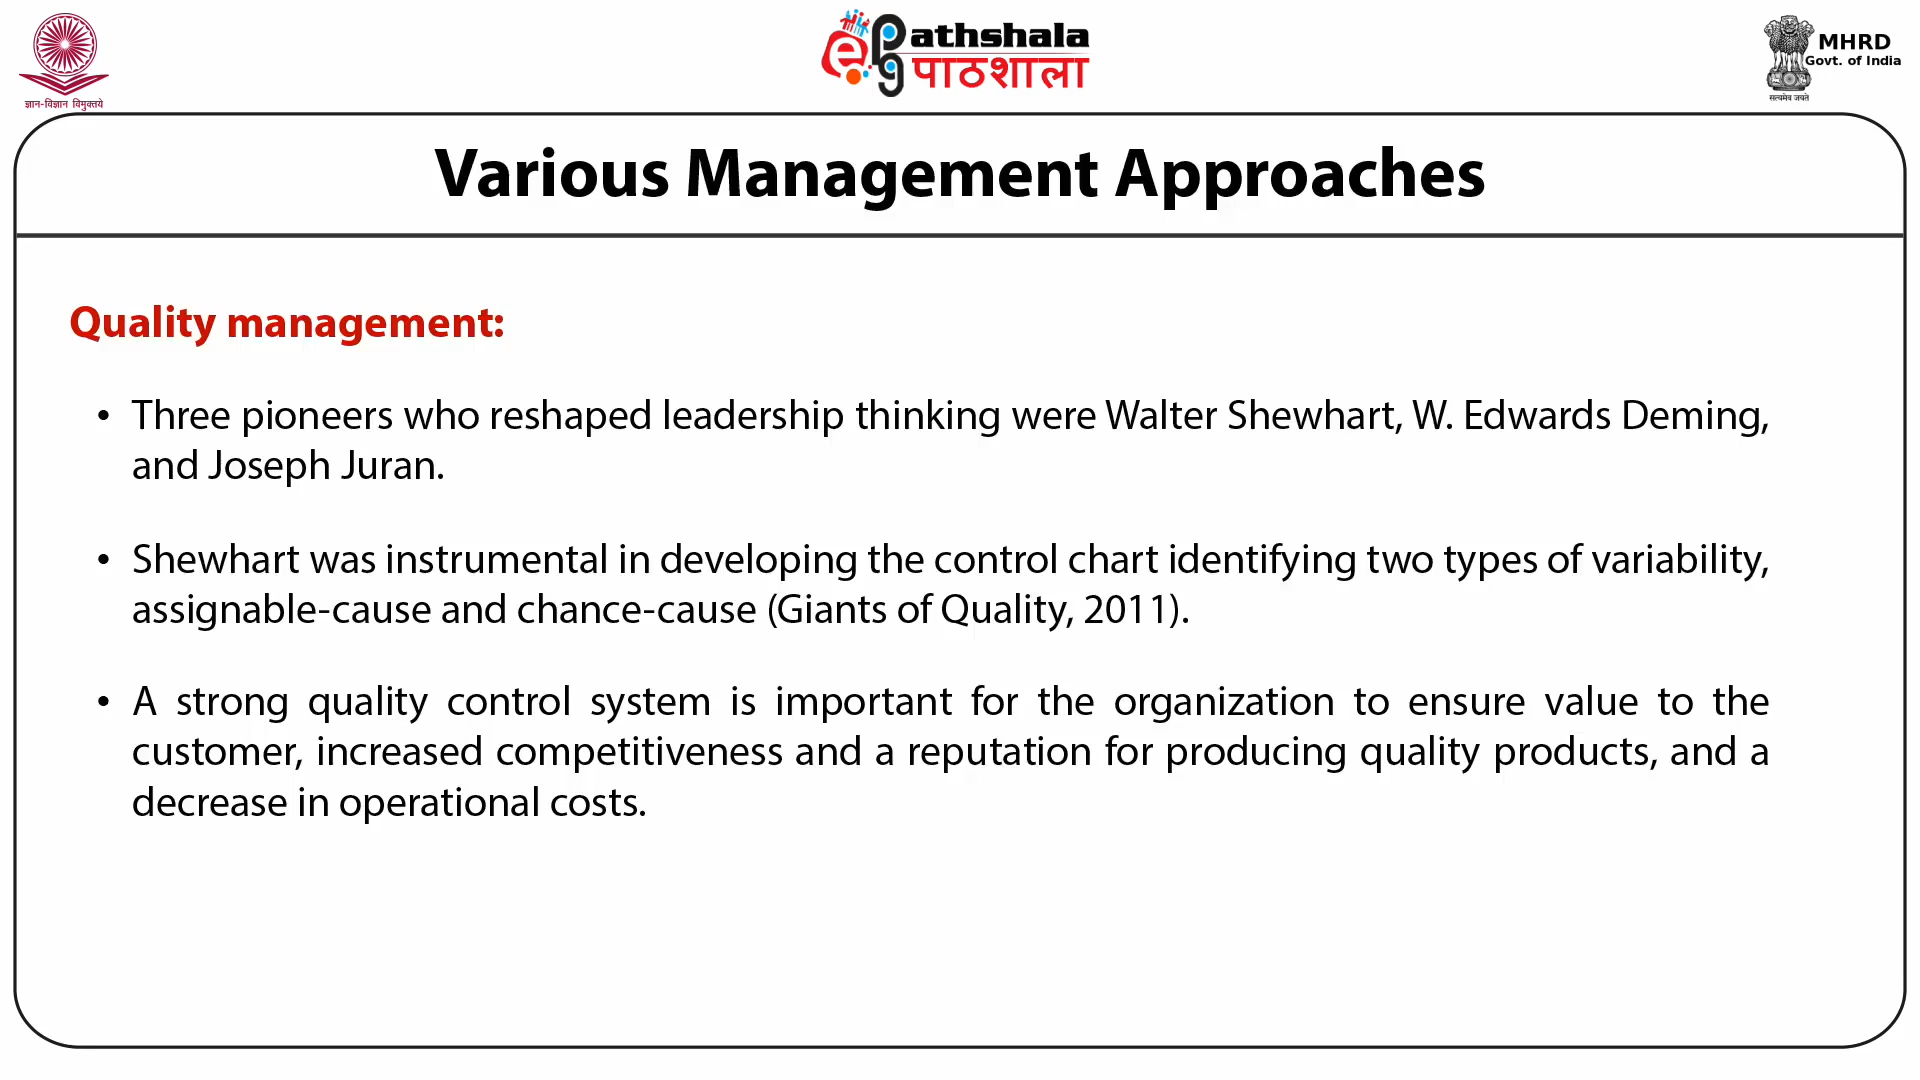 ज्ञान-विज्ञान विमुक्तये
e PG Pathshala
पाठशाला
MHRD
Govt. of India
सत्यमेव जयते
Various Management Approaches
Quality management:
• Three pioneers who reshaped leadership thinking were Walter Shewhart, W. Edwards Deming,
and Joseph Juran.
• Shewhart was instrumental in developing the control chart identifying two types of variability,
assignable-cause and chance-cause (Giants of Quality, 2011).
• A strong quality control system is important for the organization to ensure value to the
customer, increased competitiveness and a reputation for producing quality products, and a
decrease in operational costs.